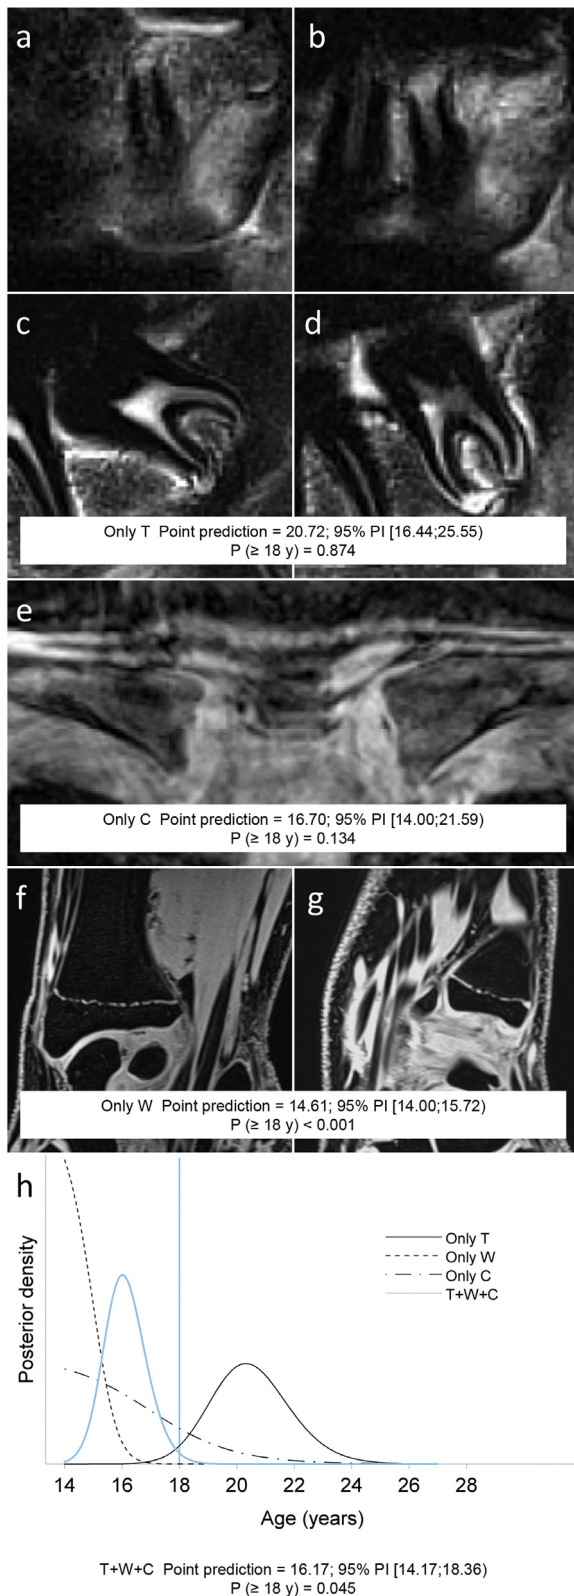 a
b
c
d
Only T Point prediction = 20.72; 95% PI [16.44;25.55)
P (≥ 18 y) = 0.874
e
Only C Point prediction = 16.70; 95% PI [14.00;21.59)
P (≥ 18 y) = 0.134
f
g
Only W Point prediction = 14.61; 95% PI [14.00;15.72)
P (≥ 18 y) < 0.001
h
Posterior density
Only T
Only W
Only C
T+W+C
14 16 18 20 22 24 26 28
Age (years)
T+W+C Point prediction = 16.17; 95% PI [14.17;18.36)
P (≥ 18 y) = 0.045